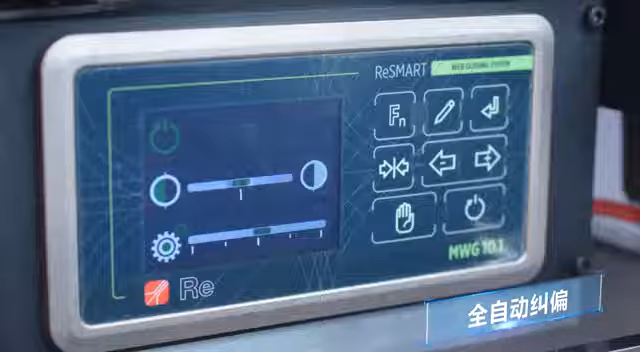 ReSMART
WEB GUIDING SYSTEM
Fn
Re
MWG 10.1
全自动纠偏